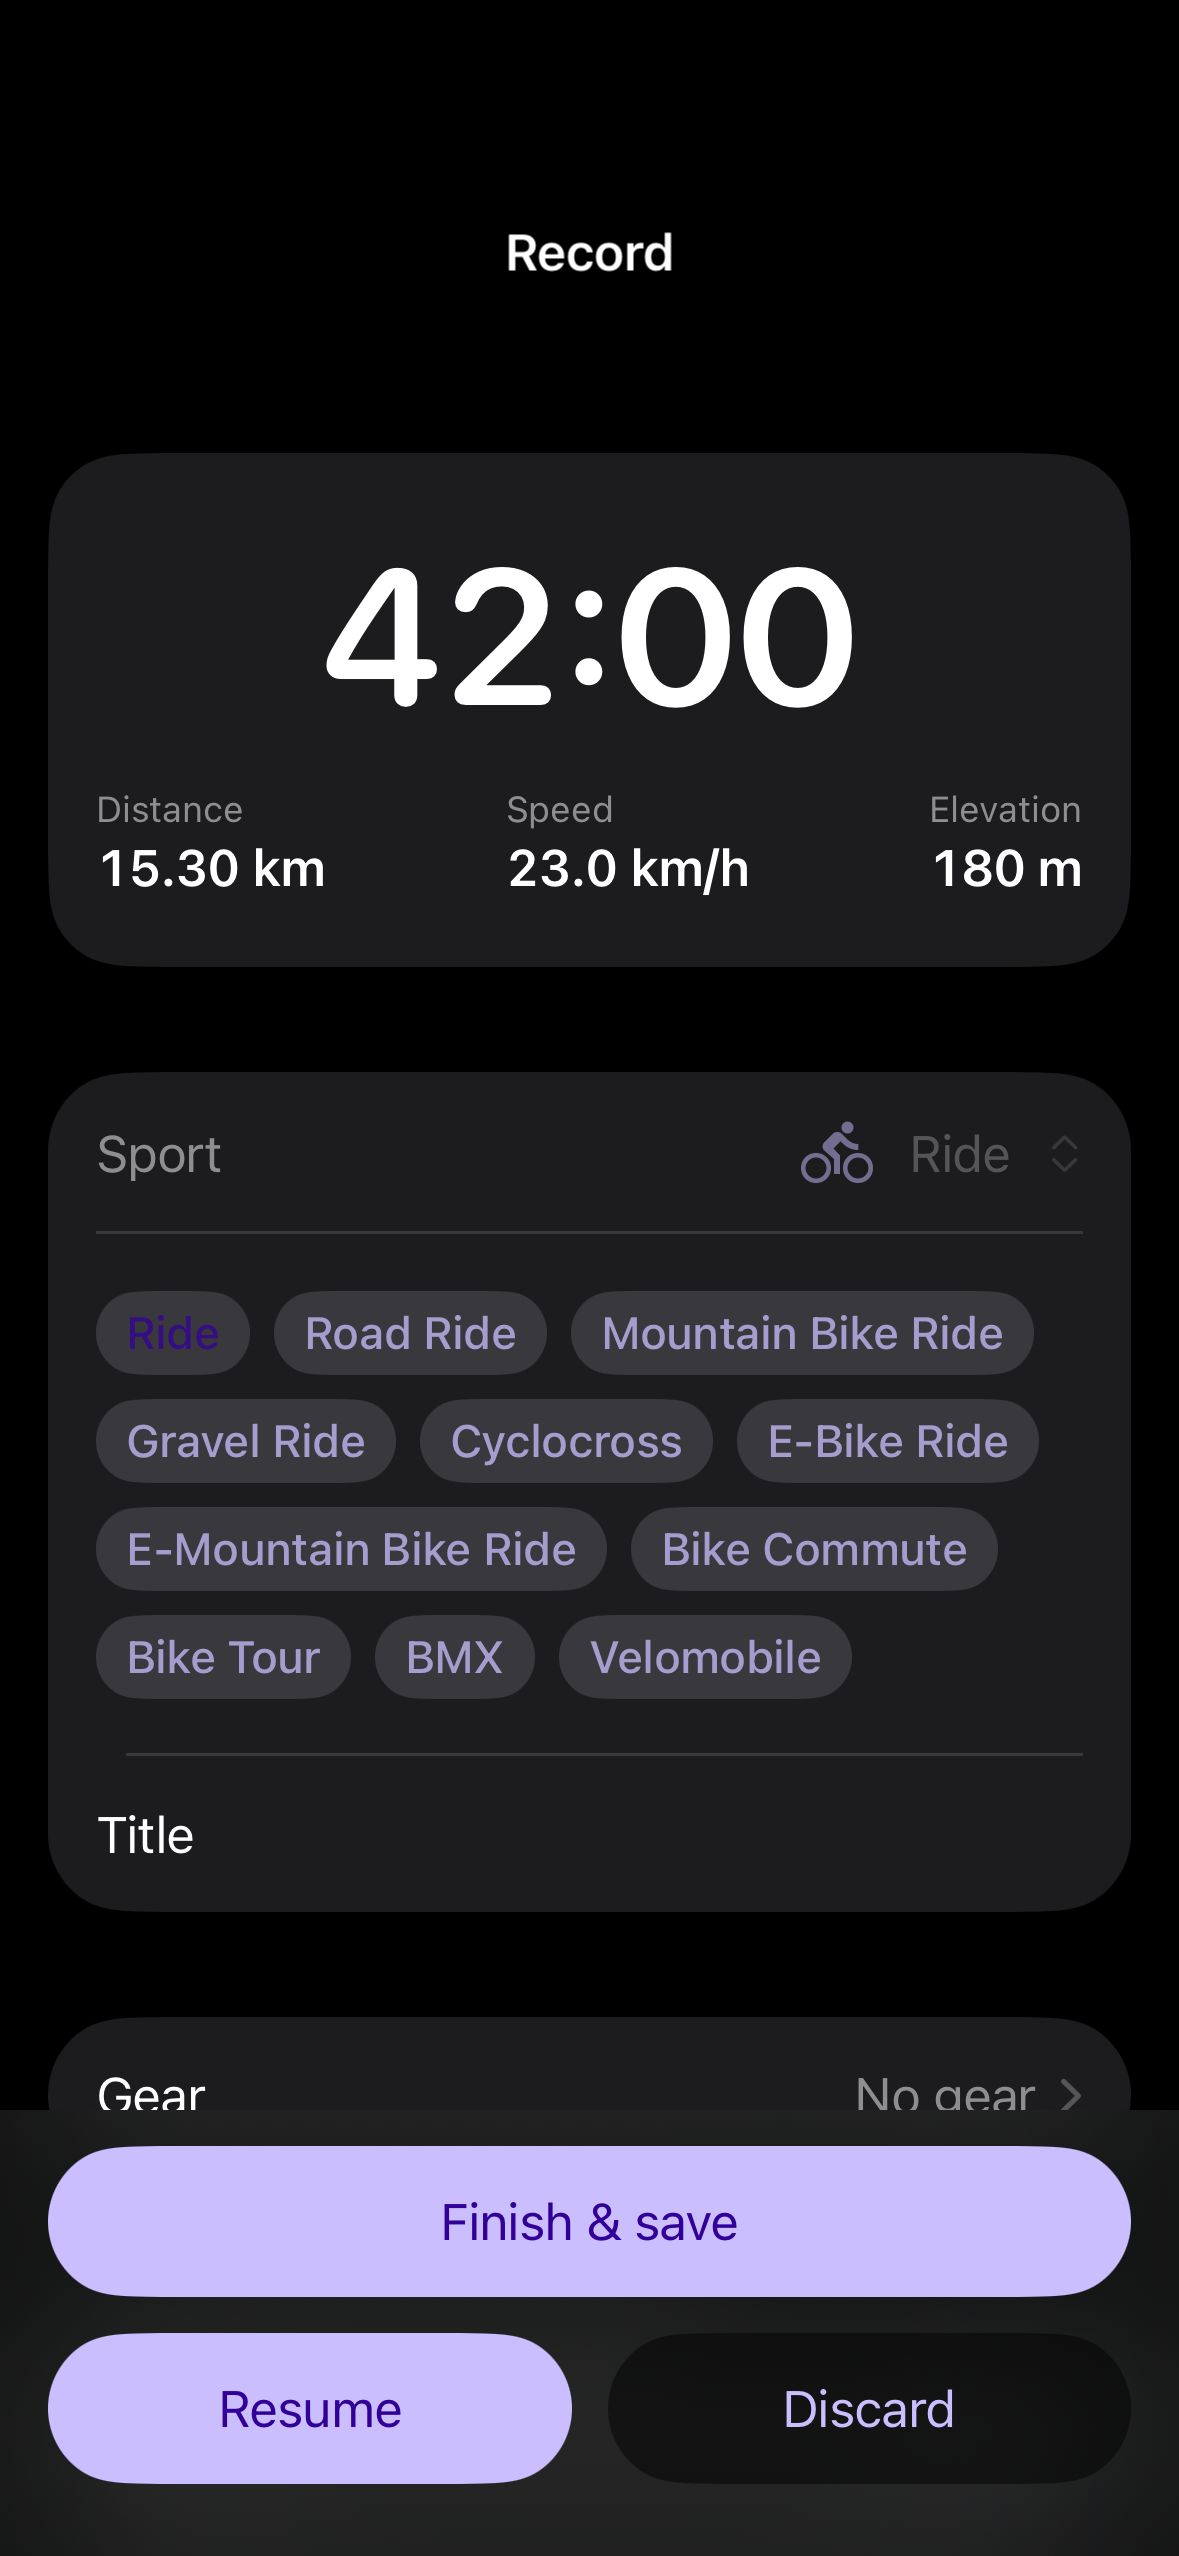 Record
42:00
Distance Speed Elevation
15.30 km 23.0 km/h 180 m
Sport Ride
Ride Road Ride Mountain Bike Ride
Gravel Ride Cyclocross E-Bike Ride
E-Mountain Bike Ride Bike Commute
Bike Tour BMX Velomobile
Title
Gear No gear
Finish & save
Resume Discard